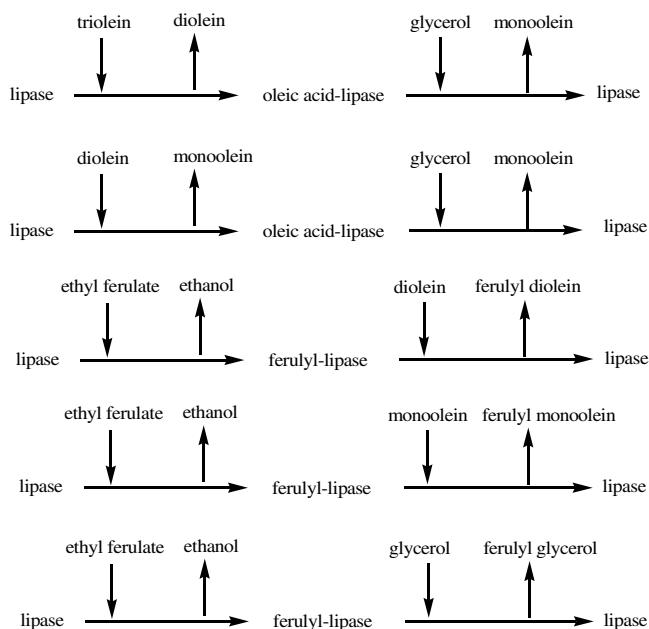 triolein diolein glycerol monoolein
lipase oleic acid-lipase lipase
diolein monoolein glycerol monoolein
lipase oleic acid-lipase lipase
ethyl ferulate ethanol diolein ferulyl diolein
lipase ferulyl-lipase lipase
ethyl ferulate ethanol monoolein ferulyl monoolein
lipase ferulyl-lipase lipase
ethyl ferulate ethanol glycerol ferulyl glycerol
lipase ferulyl-lipase lipase